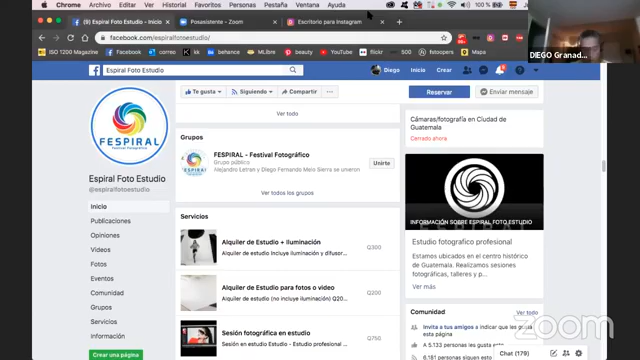 Chrome Archivo Editar Ver Historial Favoritos Personas Pestaña Ventana Ayuda 100 %
(9) Espiral Foto Estudio - Inicio
Posasistente - Zoom
Escritorio para Instagram
facebook.com/espiralfotoestudio/
ISO 1200 Magazine
Facebook
YouTube
flickr
500
fotoopers
El blog
Espiral Foto Estudio
Diego
Inicio
Crear
DIEGO Granad...
FESPIRAL
FESTIVAL FOTOGRÁFICO
Espiral Foto Estudio
@espiralfotoestudio
Inicio
Publicaciones
Opiniones
Videos
Fotos
Eventos
Comunidad
Grupos
Servicios
Información
Crear una página
Te gusta
Siguiendo
Compartir
Ver todo
Grupos
FESPIRAL - Festival Fotográfico
Grupo público
Alejandro Letran y Diego Fernando Melo Sierra se unieron
Unirte
Ver todos los grupos
Servicios
Alquiler de Estudio + Iluminación
Alquiler de Estudio incluye iluminación y difusor...
Q300
Alquiler de Estudio para fotos o video
Alquiler de estudio (no incluye iluminación) Q20...
Q200
Sesión fotográfica en estudio
Sesión en Estudio - Estudio profesional
Q750
Reservar
Enviar mensaje
Cámaras/fotografía en Ciudad de
Guatemala
Cerrado ahora
INFORMACIÓN SOBRE ESPIRAL FOTO ESTUDIO
Estudio fotografico profesional
Estamos ubicados en el centro histórico
de Guatemala. Realizamos sesiones
fotográficas, talleres y p...
Ver más
Comunidad
Ver todo
Invita a tus amigos a indicar que les gusta
esta página
A 5.133 personas les gusta
6.181 personas siguen
zoom
Chat (179)